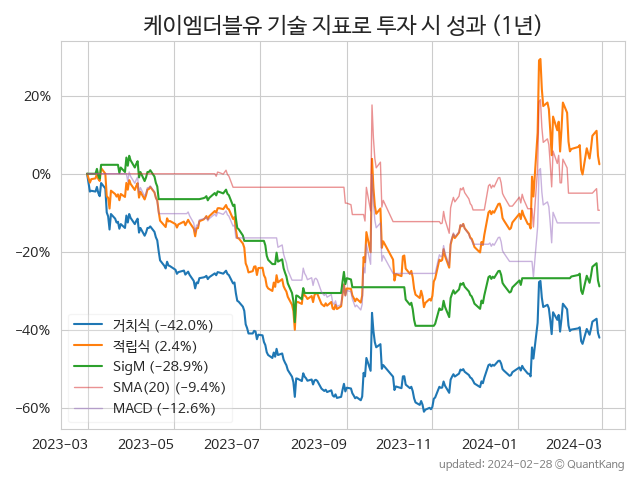 케이엠더블유 기술 지표로 투자 시 성과 (1년)
20%
0%
−20%
−40%
−60%
거치식 (−42.0%)
적립식 (2.4%)
SigM (−28.9%)
SMA(20) (−9.4%)
MACD (−12.6%)
2023-03
2023-05
2023-07
2023-09
2023-11
2024-01
2024-03
updated: 2024-02-28 © QuantKang